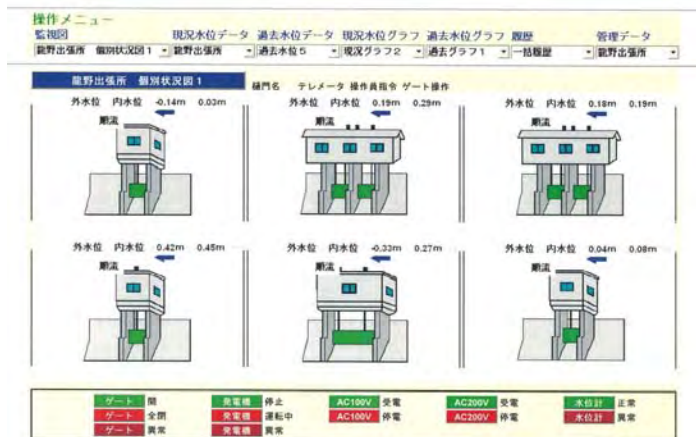 操作メニュー
監視図 現況水位データ 過去水位データ 現況水位グラフ 過去水位グラフ 履歴 管理データ
龍野出張所 個別状況図1 龍野出張所 過去水位5 現況グラフ2 過去グラフ1 一括履歴 龍野出張所
龍野出張所 個別状況図1 樋門名 テレメータ 操作員指令 ゲート操作
外水位 内水位 -0.14m 0.03m 外水位 内水位 0.19m 0.29m 外水位 内水位 0.18m 0.19m
順流 順流 順流
外水位 内水位 0.42m 0.45m 外水位 内水位 -0.33m 0.27m 外水位 内水位 0.04m 0.08m
順流 順流 順流
ゲート 開 発電機 停止 AC100V 受電 AC200V 受電 水位計 正常
ゲート 全閉 発電機 運転中 AC100V 停電 AC200V 停電 水位計 異常
ゲート 異常 発電機 異常